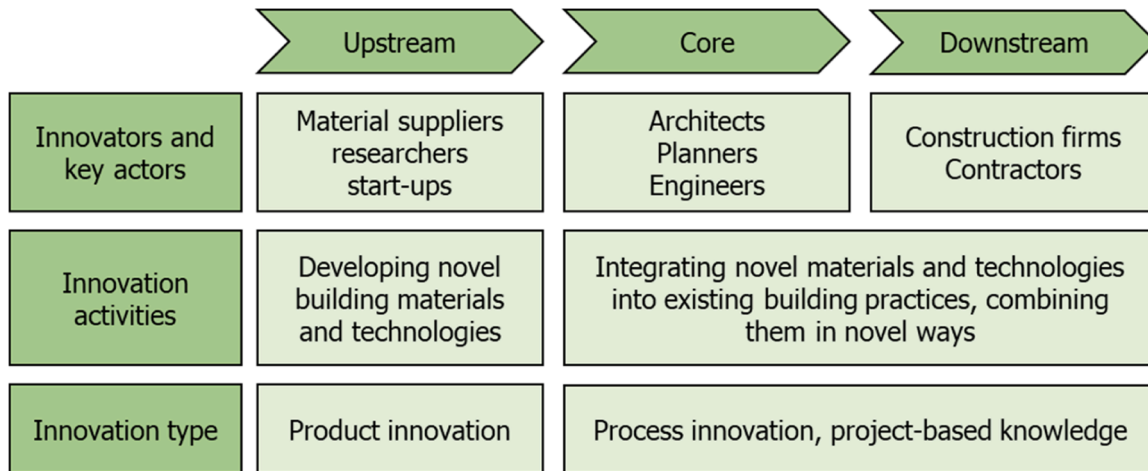 Upstream
Core
Downstream
Innovators and
key actors
Material suppliers
researchers
start-ups
Architects
Planners
Engineers
Construction firms
Contractors
Innovation
activities
Developing novel
building materials
and technologies
Integrating novel materials and technologies
into existing building practices, combining
them in novel ways
Innovation type
Product innovation
Process innovation, project-based knowledge